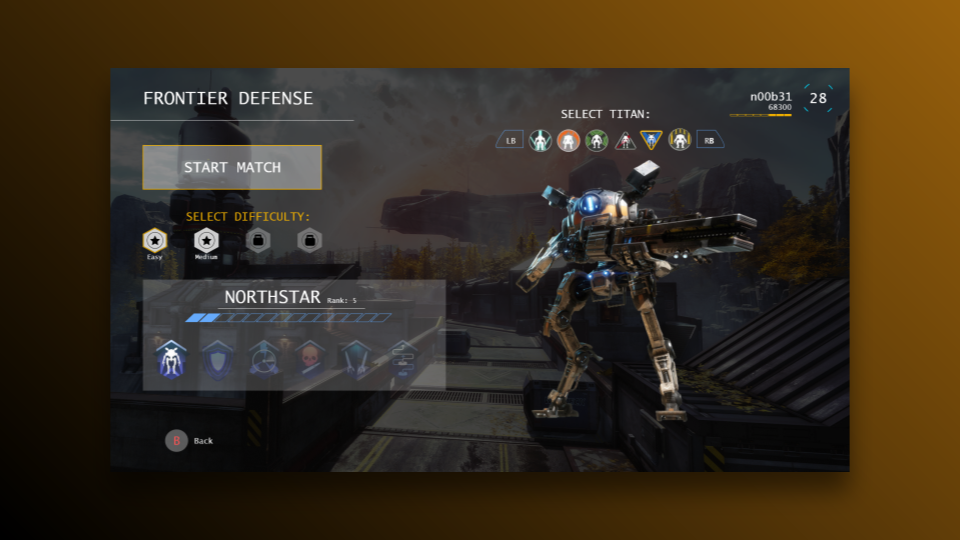 FRONTIER DEFENSE
n00b31
68300
28
SELECT TITAN:
LB
RB
START MATCH
SELECT DIFFICULTY:
Easy
Medium
NORTHSTAR Rank: 5
B Back